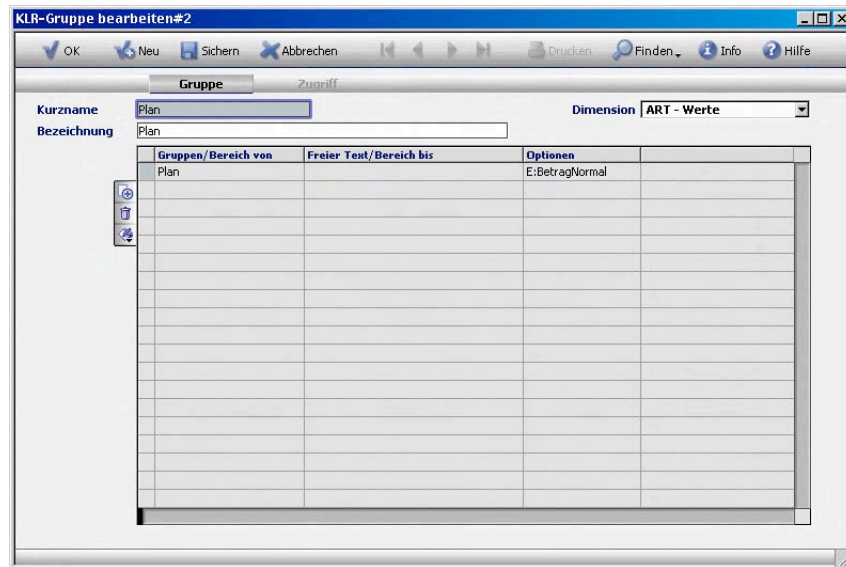 KLR-Gruppe bearbeiten#2
OK Neu Sichern Abbrechen Drucken Finden Info Hilfe
Gruppe Zugriff
Kurzname Plan Dimension ART - Werte
Bezeichnung Plan
Gruppen/Bereich von Freier Text/Bereich bis Optionen
Plan E:BetragNormal